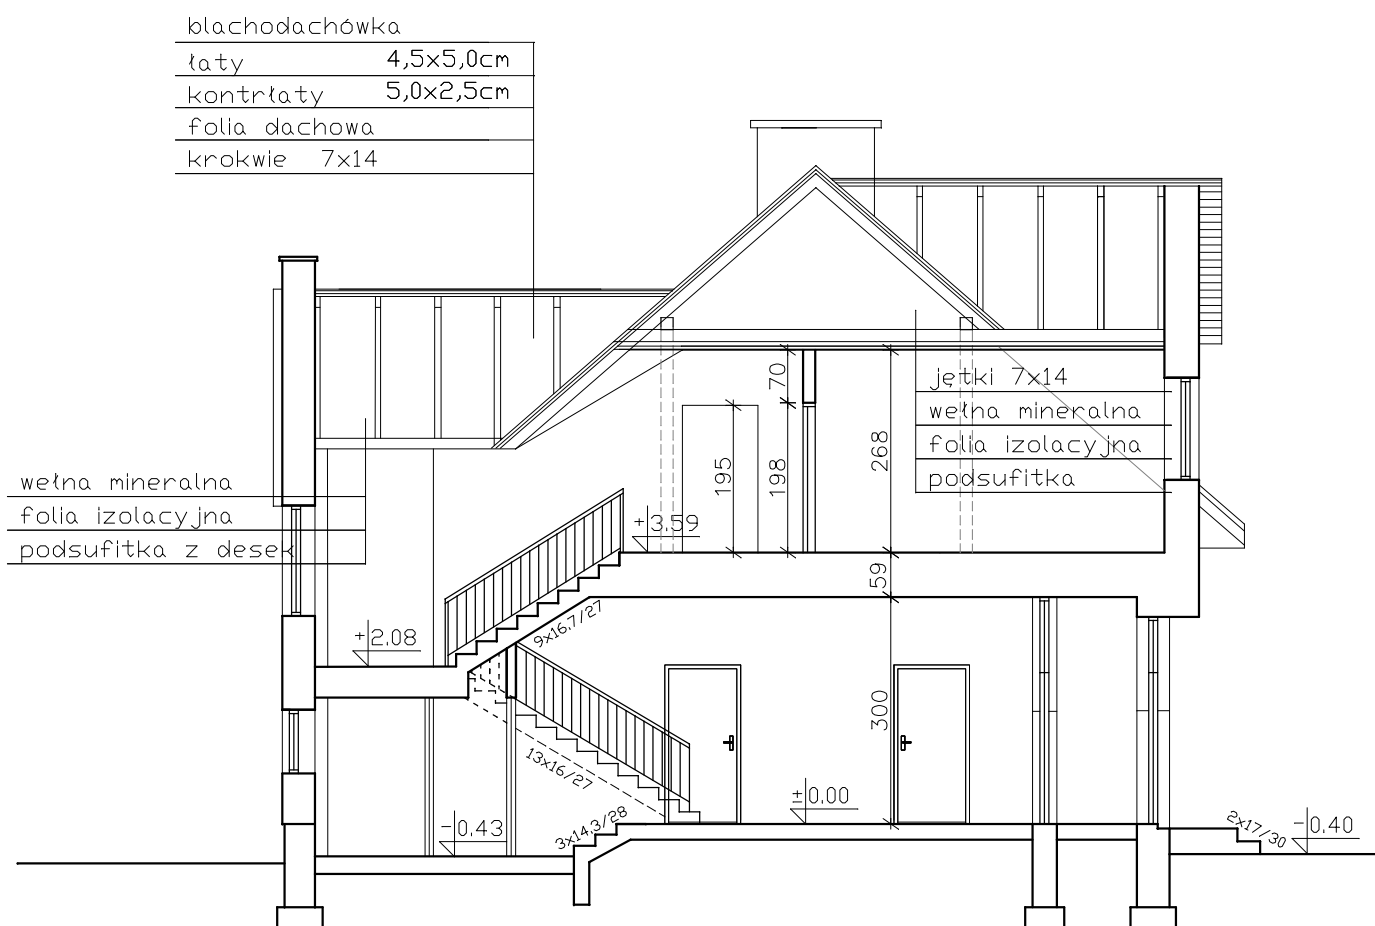 blachodachówka
łaty 4,5x5,0cm
kontrłaty 5,0x2,5cm
folia dachowa
krokwie 7x14
jętki 7x14
wełna mineralna
folia izolacyjna
podsufitka
wełna mineralna
folia izolacyjna
podsufitka z desek
70
195
198
268
+3.59
59
9x16,7/27
+2.08
300
13x16/27
±0.00
-0.43
3x14,3/28
2x17/30
-0.40